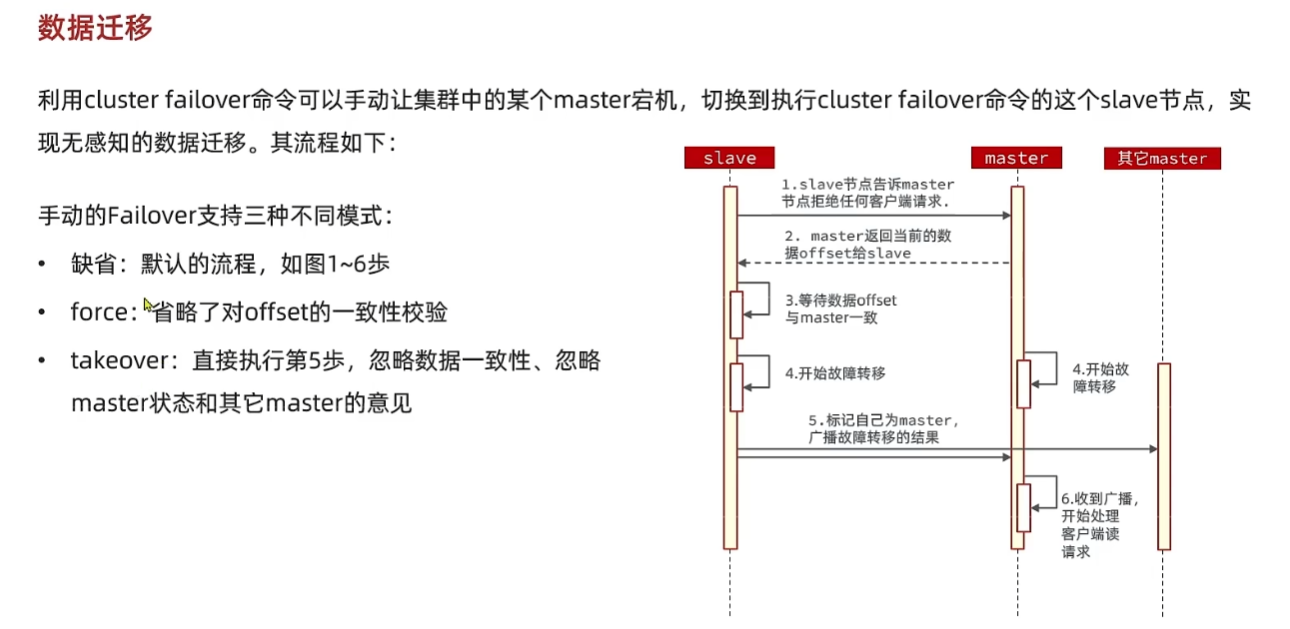 数据迁移
利用cluster failover命令可以手动让集群中的某个master宕机，切换到执行cluster failover命令的这个slave节点，实
现无感知的数据迁移。其流程如下：
手动的Failover支持三种不同模式：
• 缺省：默认的流程，如图1~6歩
• force：省略了对offset的一致性校验
• takeover：直接执行第5歩，忽略数据一致性、忽略
master状态和其它master的意见
slave
master
其它master
1.slave节点告诉master
节点拒绝任何客户端请求.
2. master返回当前的数
据offset给slave
3.等待数据offset
与master一致
4.开始故障转移
4.开始故
障转移
5.标记自己为master，
广播故障转移的结果
6.收到广播，
开始处理
客户端读
请求